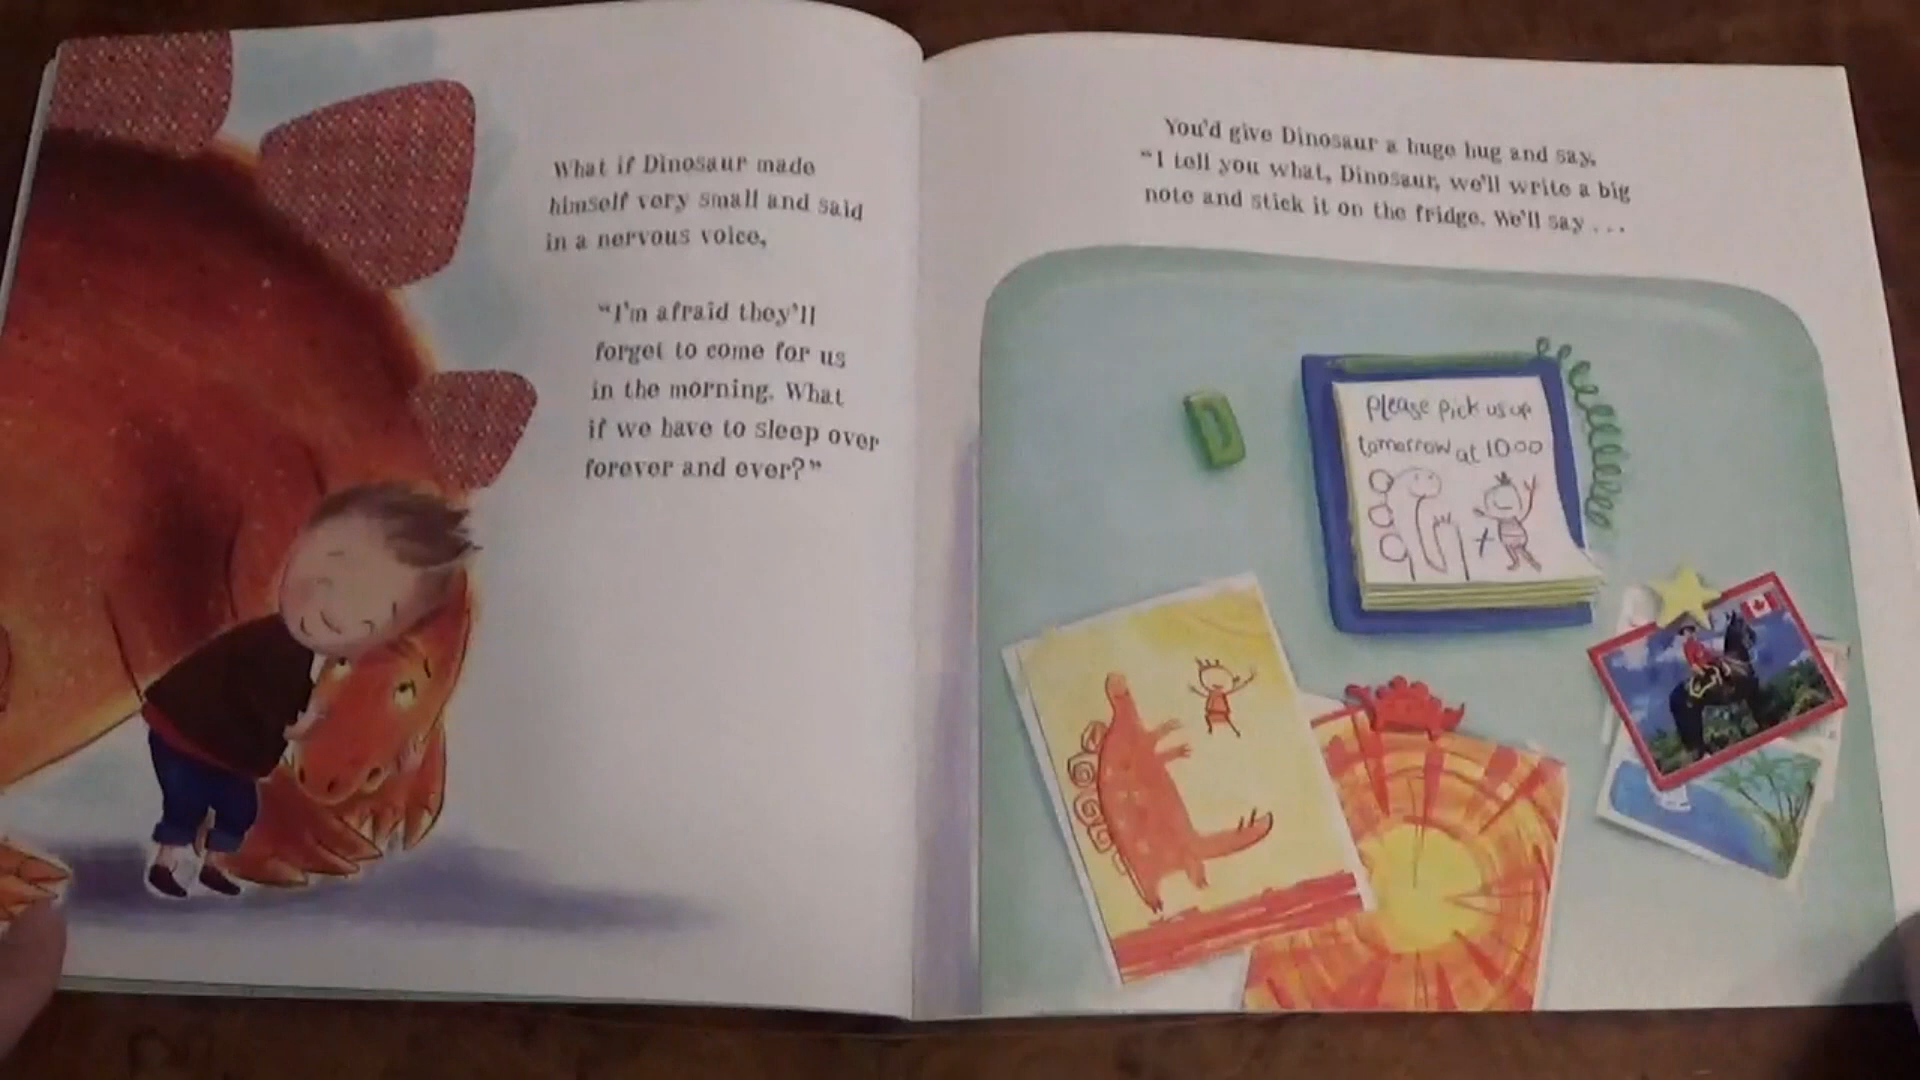 What if Dinosaur made
himself very small and said
in a nervous voice,
“I’m afraid they’ll
forget to come for us
in the morning. What
if we have to sleep over
forever and ever?”
You’d give Dinosaur a huge hug and say,
“I tell you what, Dinosaur, we’ll write a big
note and stick it on the fridge. We’ll say . . .
D
please pick us up
tomorrow at 10.00